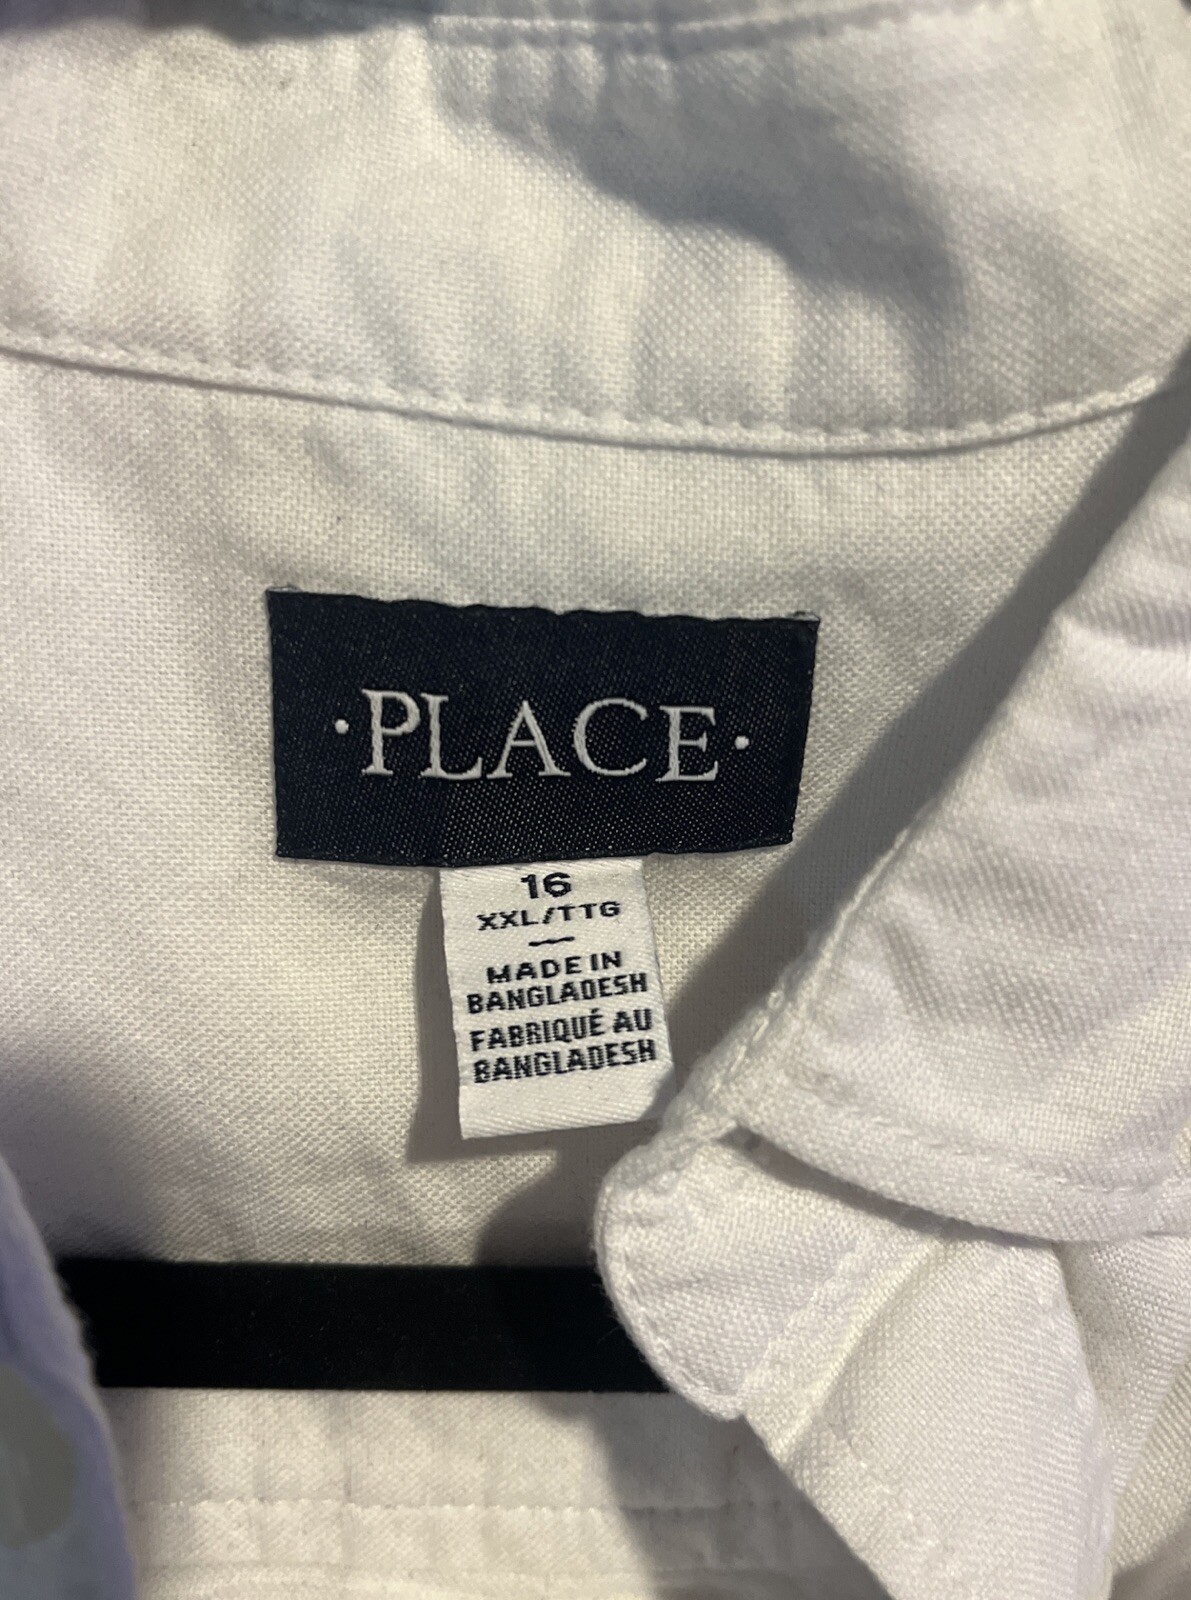 ·PLACE·
16
XXL/TTG
—
MADE IN
BANGLADESH
FABRIQUÉ AU
BANGLADESH